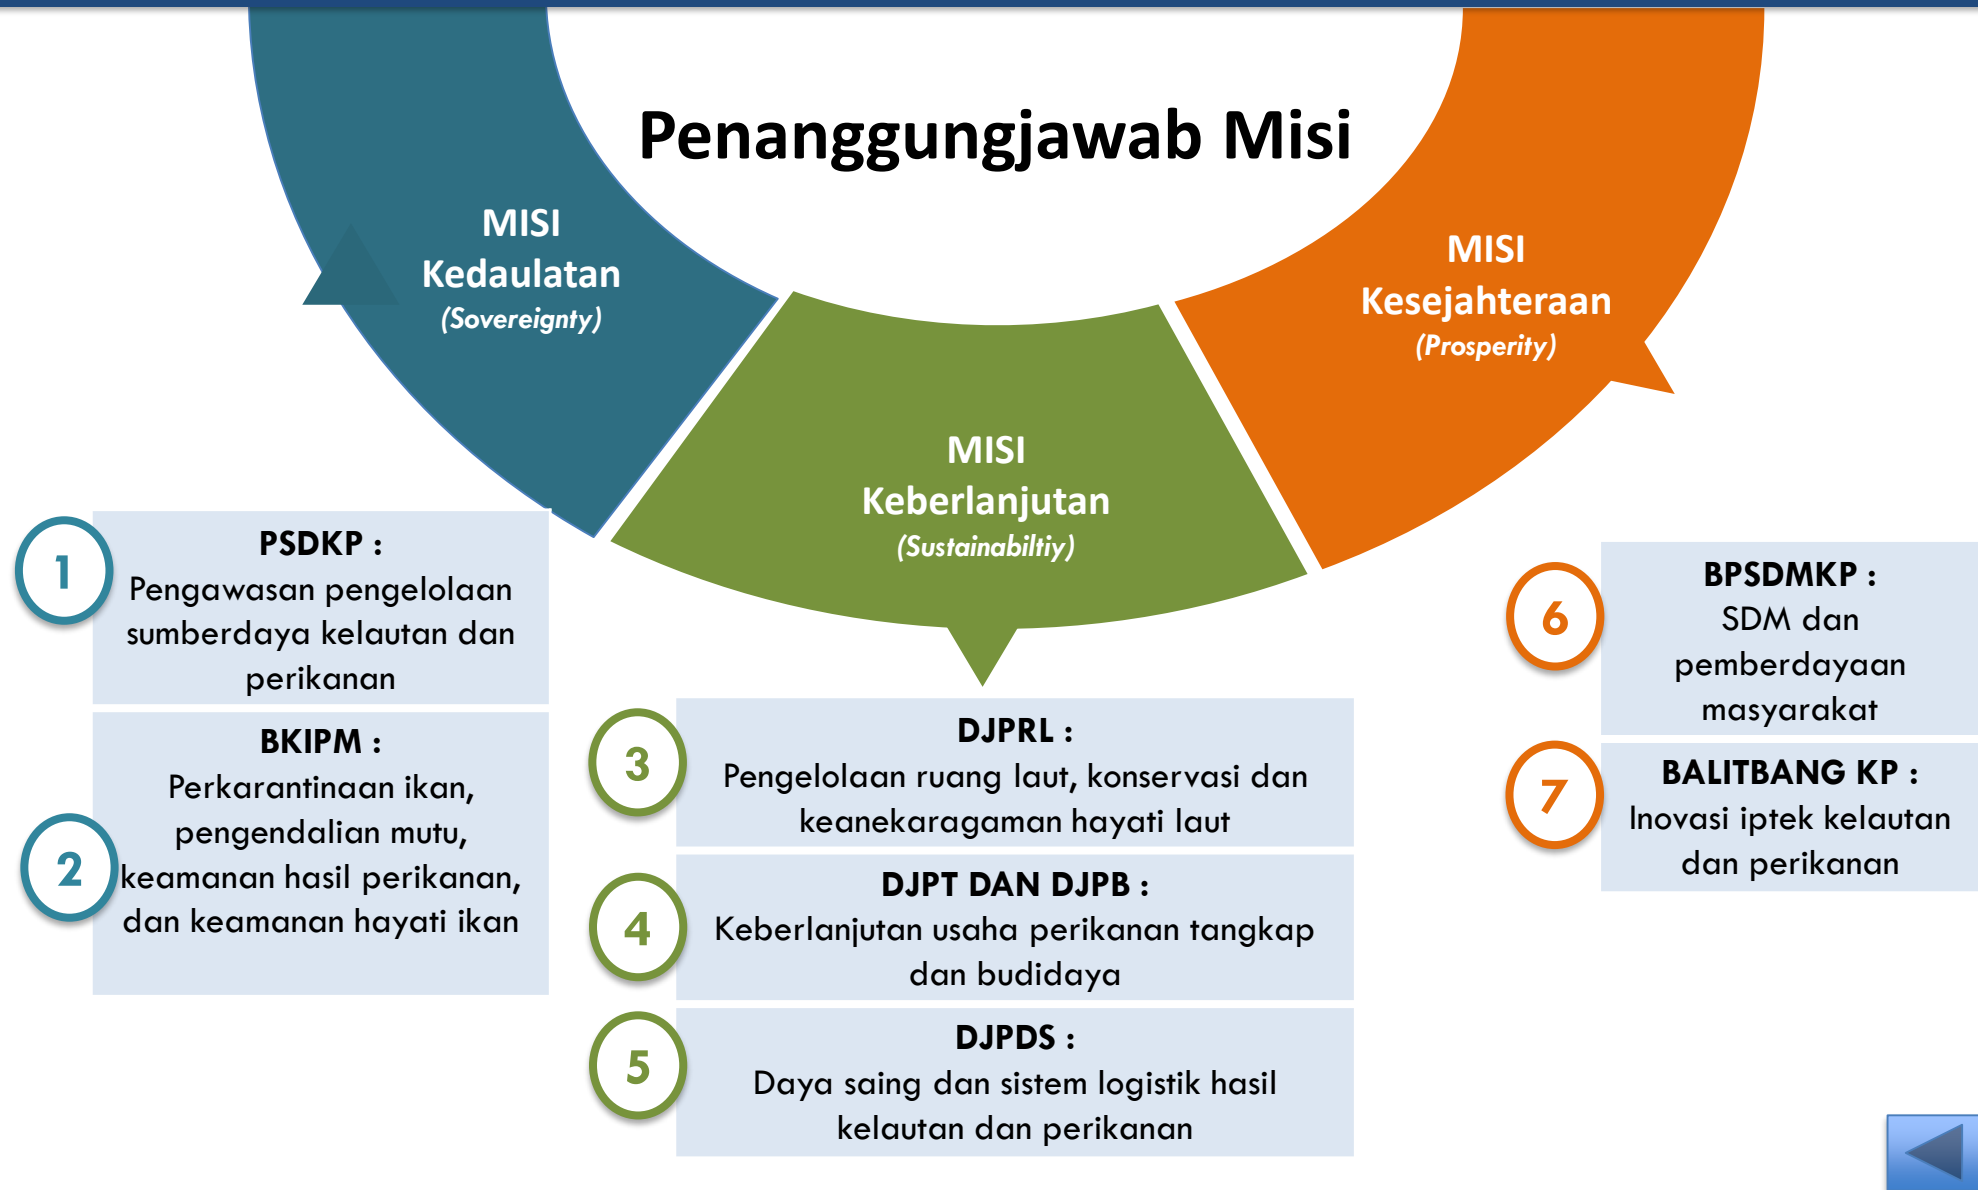 Penanggungjawab Misi
MISI
Kedaulatan
(Sovereignty)
MISI
Keberlanjutan
(Sustainabiltiy)
MISI
Kesejahteraan
(Prosperity)
1
PSDKP :
Pengawasan pengelolaan
sumberdaya kelautan dan
perikanan
2
BKIPM :
Perkarantinaan ikan,
pengendalian mutu,
keamanan hasil perikanan,
dan keamanan hayati ikan
3
DJPRL :
Pengelolaan ruang laut, konservasi dan
keanekaragaman hayati laut
4
DJPT DAN DJPB :
Keberlanjutan usaha perikanan tangkap
dan budidaya
5
DJPDS :
Daya saing dan sistem logistik hasil
kelautan dan perikanan
6
BPSDMKP :
SDM dan
pemberdayaan
masyarakat
7
BALITBANG KP :
Inovasi iptek kelautan
dan perikanan